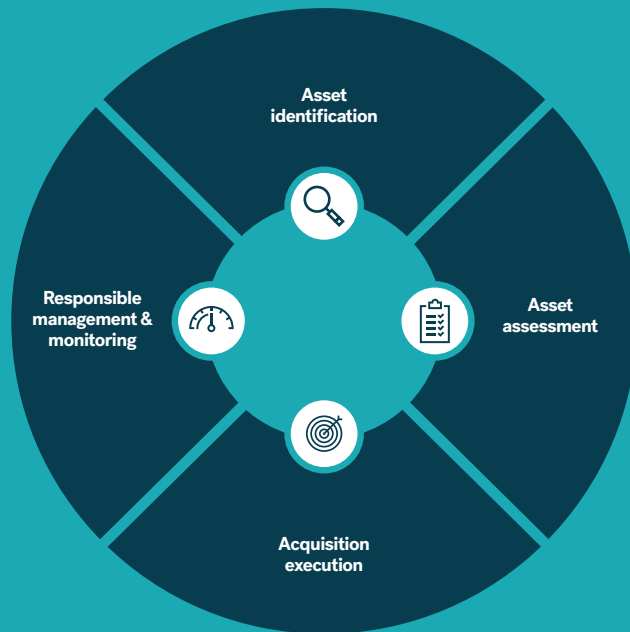 Asset
identification
Asset
assessment
Acquisition
execution
Responsible
management &
monitoring